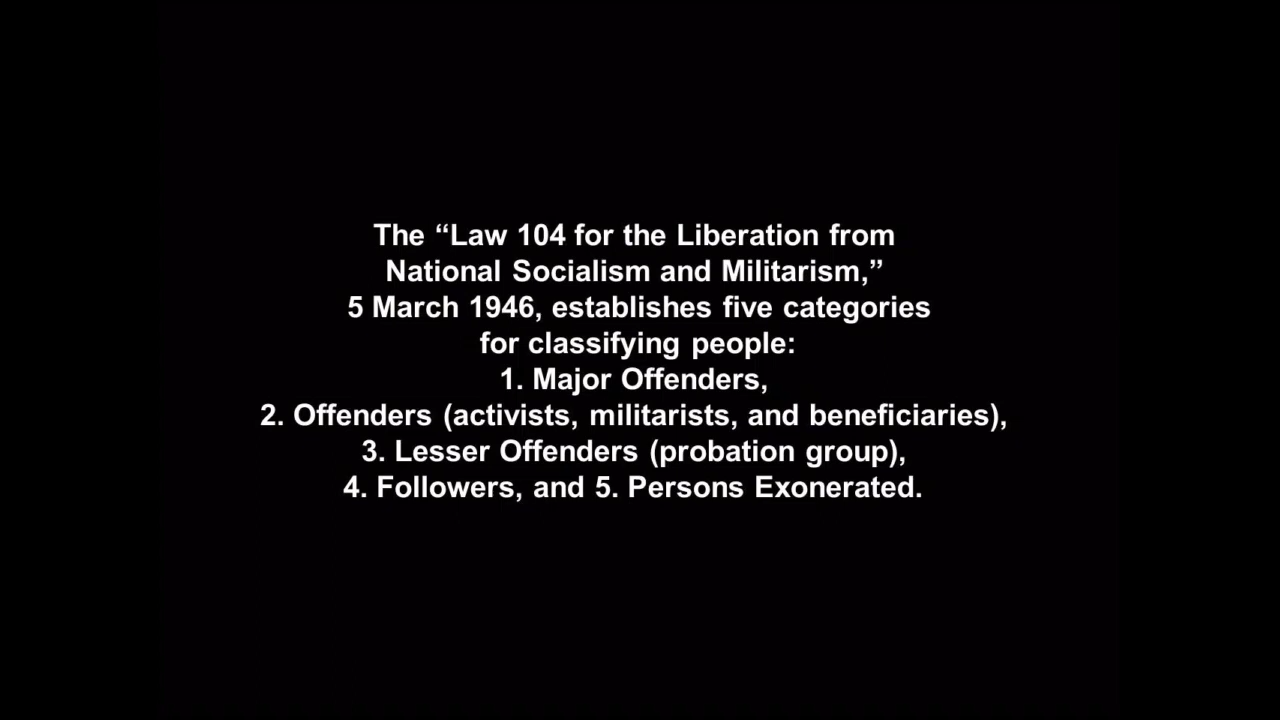 The “Law 104 for the Liberation from
National Socialism and Militarism,”
5 March 1946, establishes five categories
for classifying people:
1. Major Offenders,
2. Offenders (activists, militarists, and beneficiaries),
3. Lesser Offenders (probation group),
4. Followers, and 5. Persons Exonerated.